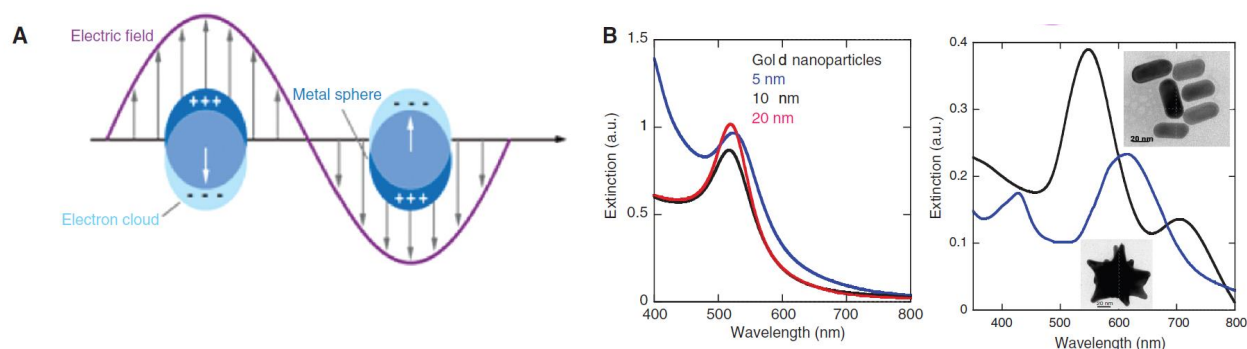 A
Electric field
+++
Metal sphere
- - -
Electron cloud
- - -
+++
B
1.5
1
0.5
0
Extinction (a.u.)
Gol d nanoparticles
5 nm
10 nm
20 nm
400 500 600 700 800
Wavelength (nm)
0.4
0.3
0.2
0.1
0
Extinction (a.u.)
20 nm
20 nm
400 500 600 700 800
Wavelength (nm)